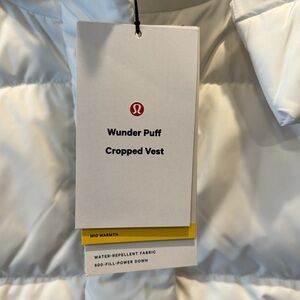 Wunder Puff
Cropped Vest
MID WARMTH
WATER-REPELLENT FABRIC
600-FILL-POWER DOWN